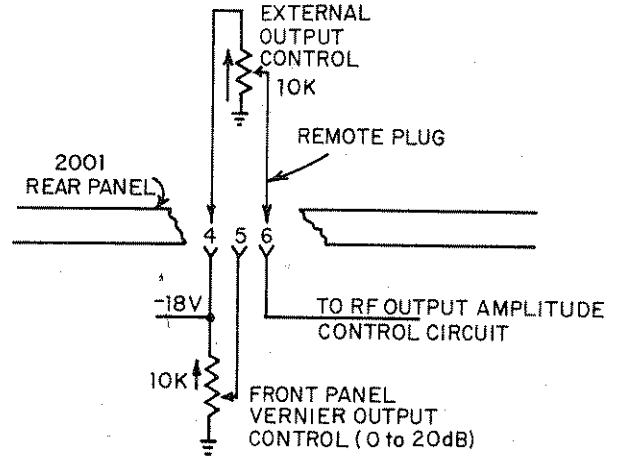 EXTERNAL
OUTPUT
CONTROL
10K
REMOTE PLUG
2001
REAR PANEL
4 5 6
-18V
TO RF OUTPUT AMPLITUDE
CONTROL CIRCUIT
10K
FRONT PANEL
VERNIER OUTPUT
CONTROL (0 to 20dB)